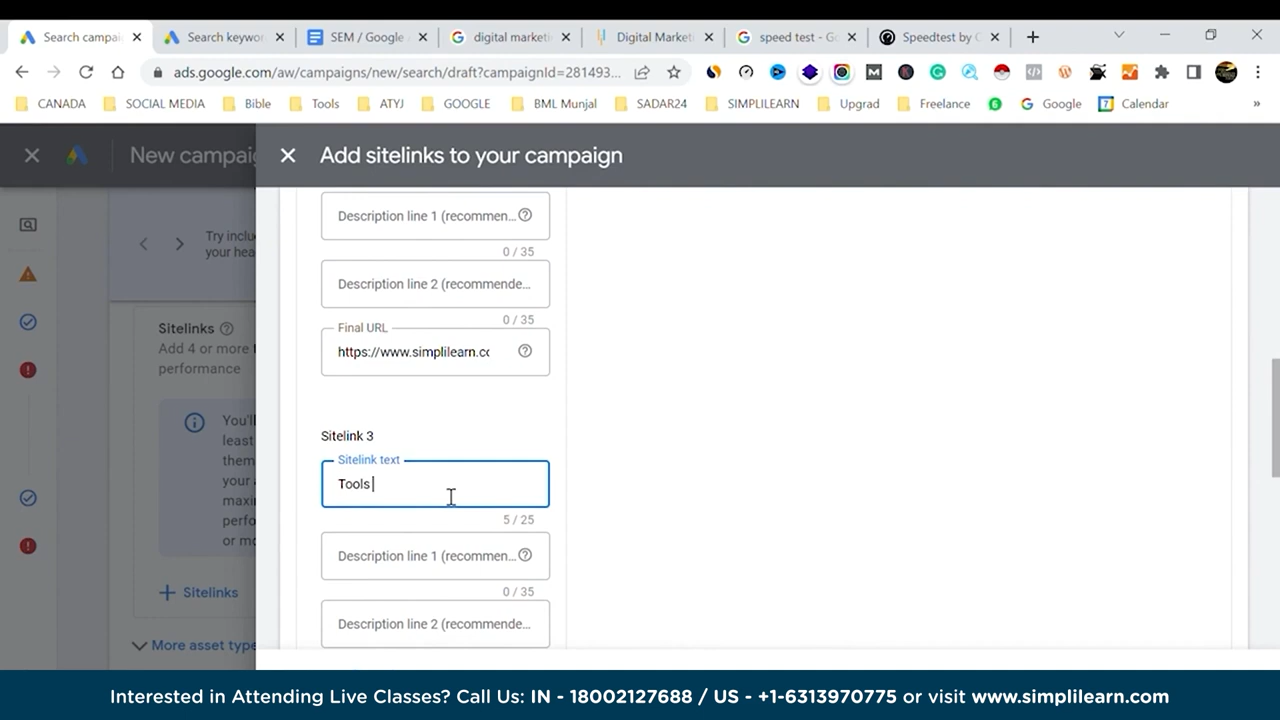 Search campai
Search keywor
SEM / Google
digital marketi
Digital Market
speed test - Go
Speedtest by O
ads.google.com/aw/campaigns/new/search/draft?campaignId=281493...
CANADA
SOCIAL MEDIA
Bible
Tools
ATYJ
GOOGLE
BML Munjal
SADAR24
SIMPLILEARN
Upgrad
Freelance
Google
Calendar
»
New campaig
Add sitelinks to your campaign
Try inclu
your hea
Sitelinks
Add 4 or more
performance
You'll
least
them
your a
maxi
perfo
or mo
Sitelinks
More asset type
Description line 1 (recommen...
0 / 35
Description line 2 (recommende...
0 / 35
Final URL
https://www.simplilearn.co
Sitelink 3
Sitelink text
Tools
5 / 25
Description line 1 (recommen...
0 / 35
Description line 2 (recommende...
Interested in Attending Live Classes? Call Us: IN - 18002127688 / US - +1-6313970775 or visit www.simplilearn.com